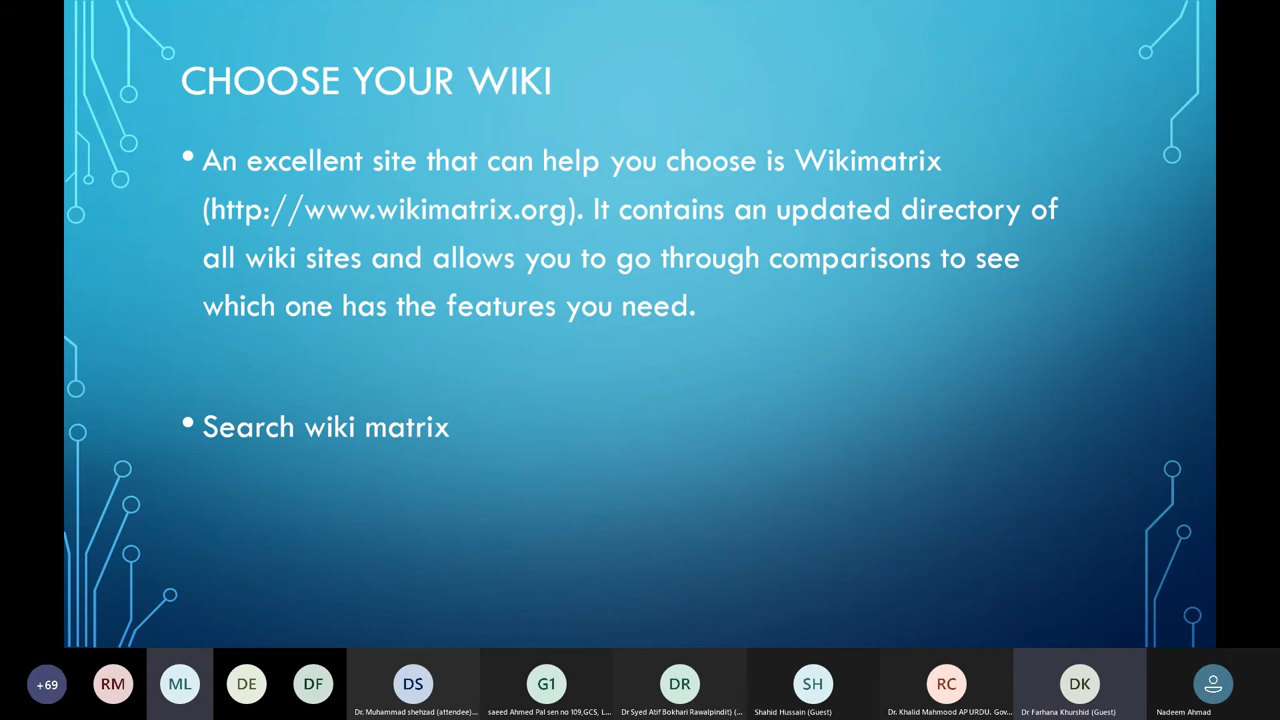 CHOOSE YOUR WIKI
• An excellent site that can help you choose is Wikimatrix
(http://www.wikimatrix.org). It contains an updated directory of
all wiki sites and allows you to go through comparisons to see
which one has the features you need.
• Search wiki matrix
+69 RM ML DE DF DS G1 DR SH RC DK
Dr. Muhammad shehzad (attendee)... saeed Ahmed Pal sen no 109,GCS, L... Dr Syed Atif Bokhari Rawalpindit) (... Shahid Hussain (Guest) Dr. Khalid Mahmood AP URDU. Gov... Dr Farhana Khurshid (Guest) Nadeem Ahmad